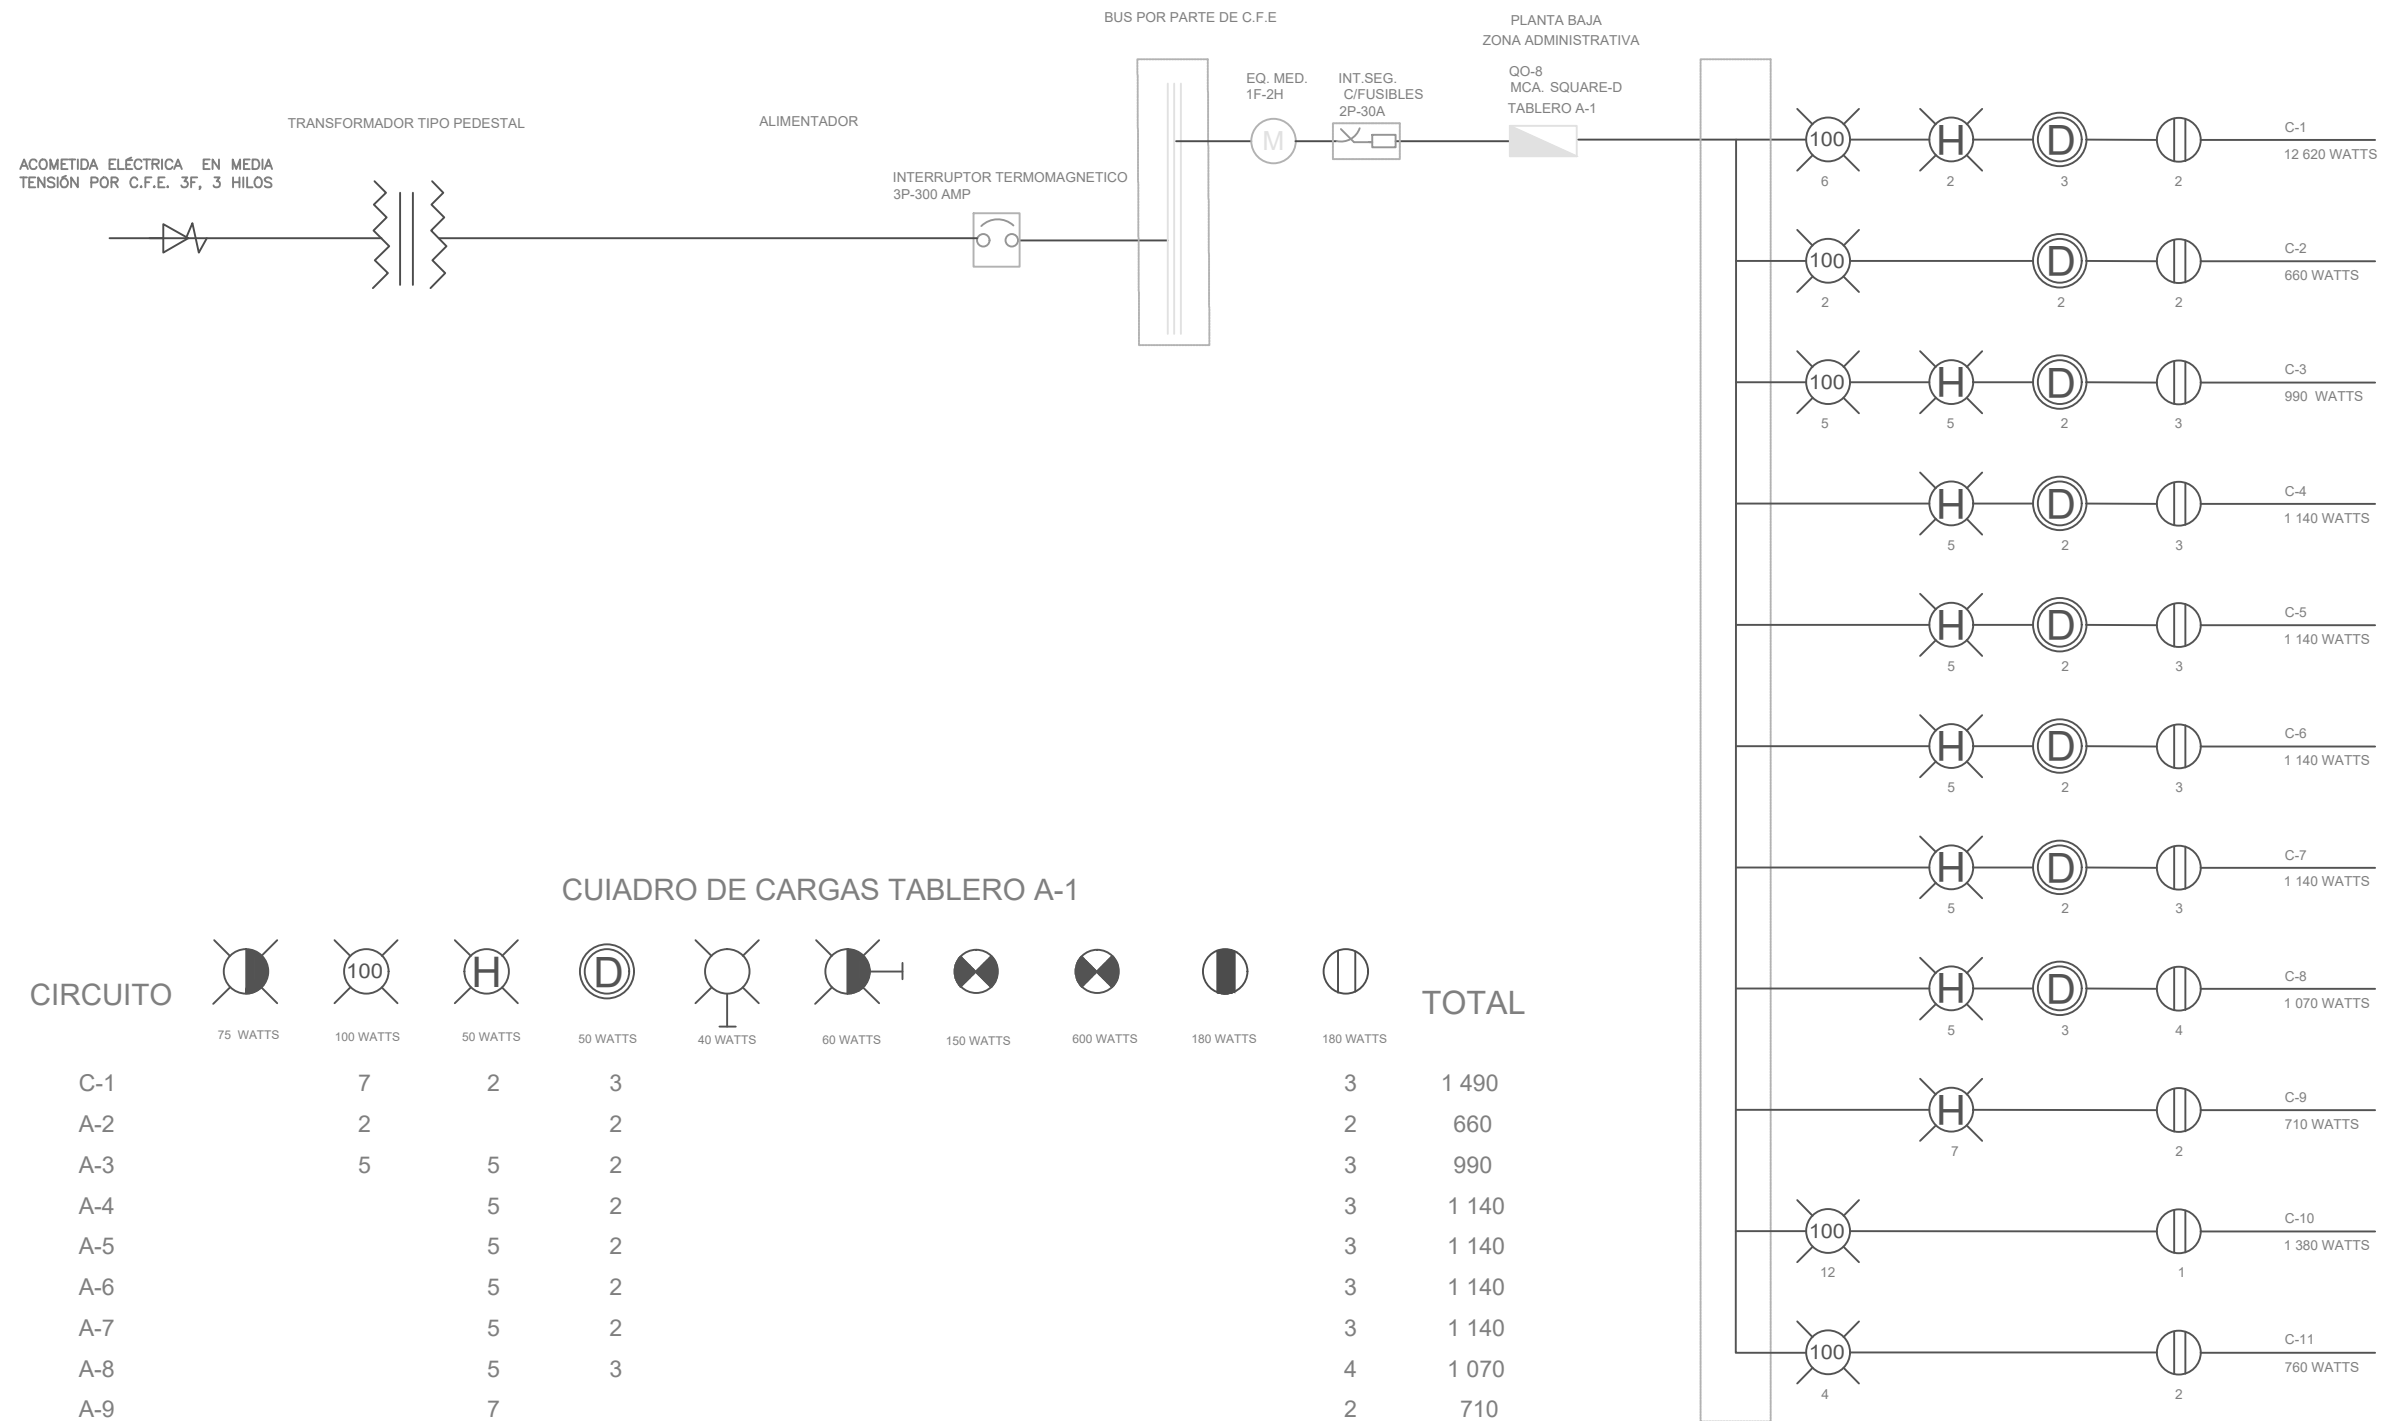 BUS POR PARTE DE C.F.E
PLANTA BAJA
ZONA ADMINISTRATIVA
EQ. MED.
1F-2H
INT.SEG.
C/FUSIBLES
2P-30A
QO-8
MCA. SQUARE-D
TABLERO A-1
TRANSFORMADOR TIPO PEDESTAL
ALIMENTADOR
ACOMETIDA ELÉCTRICA EN MEDIA
TENSIÓN POR C.F.E. 3F, 3 HILOS
INTERRUPTOR TERMOMAGNETICO
3P-300 AMP
M
100 H D C-1
12 620 WATTS
6 2 3 2
100 D C-2
660 WATTS
2 2 2
100 H D C-3
990 WATTS
5 5 2 3
H D C-4
1 140 WATTS
5 2 3
H D C-5
1 140 WATTS
5 2 3
H D C-6
1 140 WATTS
5 2 3
H D C-7
1 140 WATTS
5 2 3
H D C-8
1 070 WATTS
5 3 4
H C-9
710 WATTS
7 2
100 C-10
1 380 WATTS
12 1
100 C-11
760 WATTS
4 2
CUIADRO DE CARGAS TABLERO A-1
CIRCUITO 100 H D TOTAL
75 WATTS 100 WATTS 50 WATTS 50 WATTS 40 WATTS 60 WATTS 150 WATTS 600 WATTS 180 WATTS 180 WATTS
C-1 7 2 3 3 1 490
A-2 2 2 2 660
A-3 5 5 2 3 990
A-4 5 2 3 1 140
A-5 5 2 3 1 140
A-6 5 2 3 1 140
A-7 5 2 3 1 140
A-8 5 3 4 1 070
A-9 7 2 710